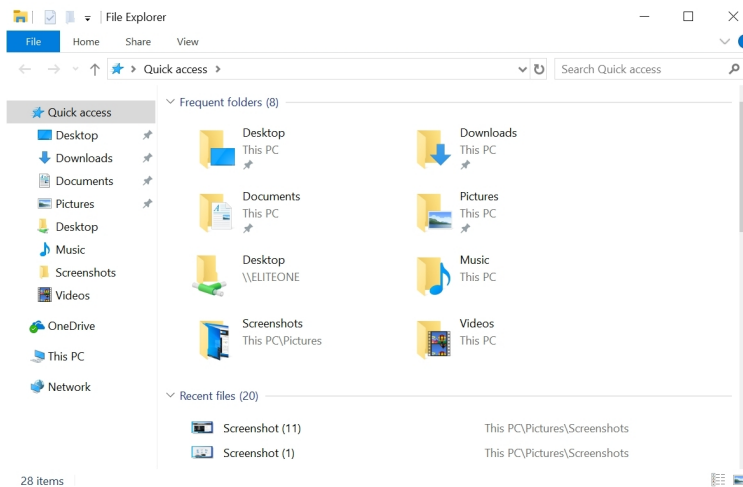 File Explorer
File Home Share View
Quick access
Search Quick access
Quick access
Desktop
Downloads
Documents
Pictures
Desktop
Music
Screenshots
Videos
OneDrive
This PC
Network
Frequent folders (8)
Desktop
This PC
Downloads
This PC
Documents
This PC
Pictures
This PC
Desktop
\\ELITEONE
Music
This PC
Screenshots
This PC\Pictures
Videos
This PC
Recent files (20)
Screenshot (11) This PC\Pictures\Screenshots
Screenshot (1) This PC\Pictures\Screenshots
28 items